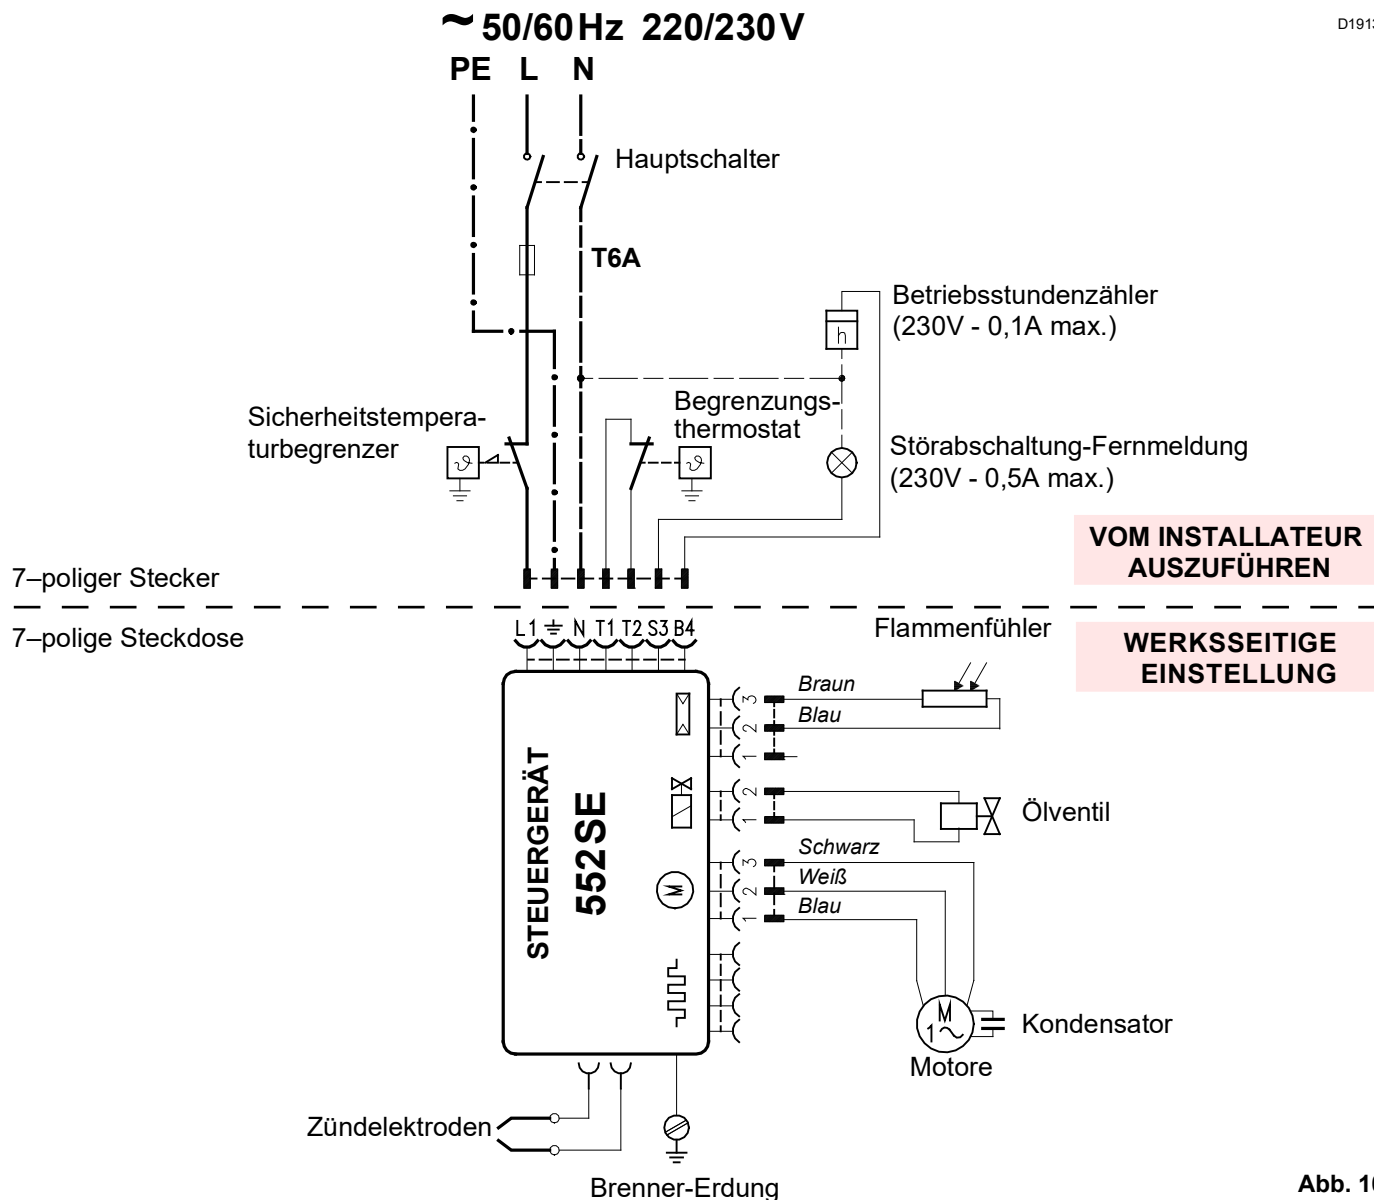 ~ 50/60 Hz 220/230 V
D1913
PE L N
Hauptschalter
T6A
Betriebsstundenzähler
(230V - 0,1A max.)
h
Sicherheitstempera-
turbegrenzer
Begrenzungs-
thermostat
Störabschaltung-Fernmeldung
(230V - 0,5A max.)
VOM INSTALLATEUR
AUSZUFÜHREN
7–poliger Stecker
7–polige Steckdose
L1 N T1 T2 S3 B4
Flammenfühler
WERKSSEITIGE
EINSTELLUNG
3 Braun
2 Blau
1
STEUERGERÄT
552SE
2
1
Ölventil
3 Schwarz
2 Weiß
1 Blau
M
M
1~
Kondensator
Motore
Zündelektroden
Brenner-Erdung
Abb. 10